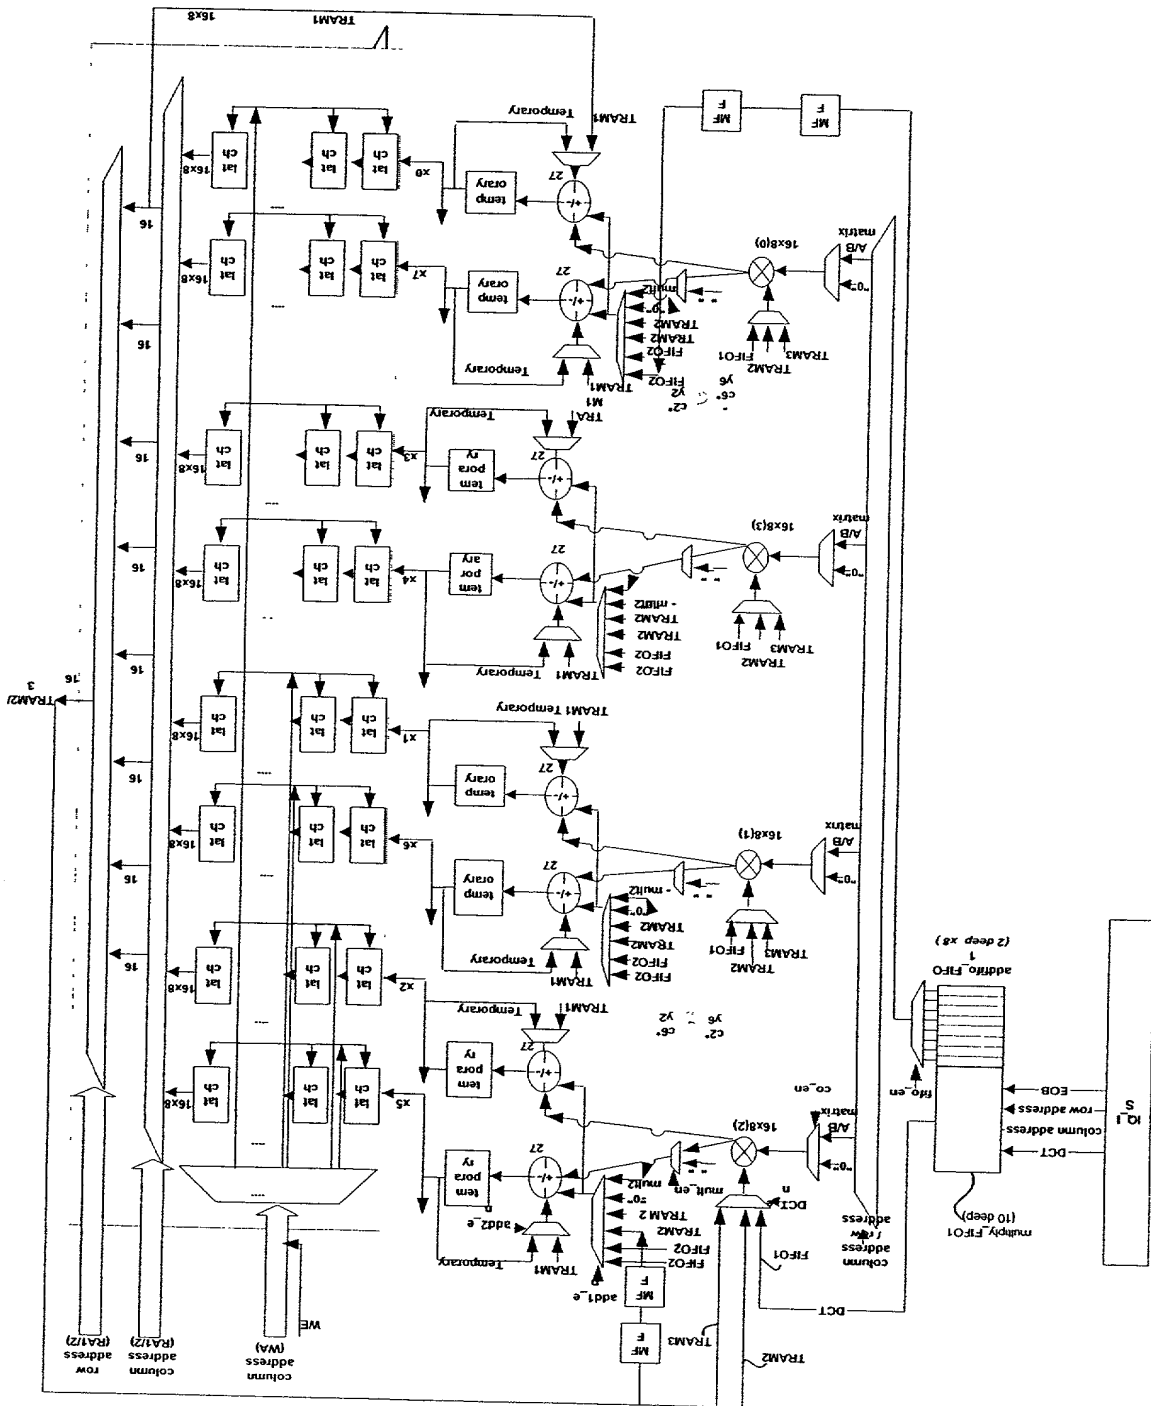 IQ_I
S
DCT
column address
row address
EOB
multiply_FIFO1
(10 deep)
fifo_en
addfifo_FIFO
1
(2 deep x8)
DCT
column
address
/ row
address
FIFO1
TRAM2
TRAM3
MF
F
MF
F
add1_e
n
FIFO2
FIFO2
TRAM2
TRAM 2
"0"
mult2
TRAM1
Temporary
add2_e
n
DCT_e
n
"0"
A/B
matrix
co_en
16x8(2)
mult_en
" "
27
+/-
tem
pora
ry
x5
27
+/-
tem
pora
ry
x2
TRAM1
Temporary
c2*
y6
c6*
y2
"0"
A/B
matrix
TRAM3
TRAM2
FIFO1
16x8(1)
" "
FIFO2
FIFO2
TRAM2
TRAM2
"0"
- mult2
TRAM1
Temporary
27
+/-
temp
orary
x6
27
+/-
temp
orary
x1
TRAM1
Temporary
"0"
A/B
matrix
TRAM3
TRAM2
FIFO1
16x8(3)
" "
FIFO2
FIFO2
TRAM2
TRAM2
- mult2
TRAM1
Temporary
27
+/-
tem
por
ary
x4
27
+/-
tem
pora
ry
x3
TRA
M1
Temporary
y6
c6*
-
y2
c2*
"0"
A/B
matrix
TRAM3
TRAM2
FIFO1
16x8(0)
" "
FIFO2
FIFO2
TRAM2
TRAM2
"0"
mult2
TRAM1
Temporary
27
+/-
temp
orary
x7
27
+/-
temp
orary
x0
TRAM1
Temporary
MF
F
MF
F
WE
column
address
(WA)
column
address
(RA1/2)
row
address
(RA1/2)
....
lat
ch
lat
ch
lat
ch
16x8
lat
ch
lat
ch
lat
ch
16x8
16
lat
ch
lat
ch
lat
ch
16x8
16
lat
ch
lat
ch
lat
ch
16x8
16
lat
ch
lat
ch
lat
ch
16x8
16
lat
ch
lat
ch
lat
ch
16x8
16
lat
ch
lat
ch
lat
ch
16x8
16
lat
ch
lat
ch
lat
ch
16x8
16
16
16
TRAM2/
3
TRAM1
16x8